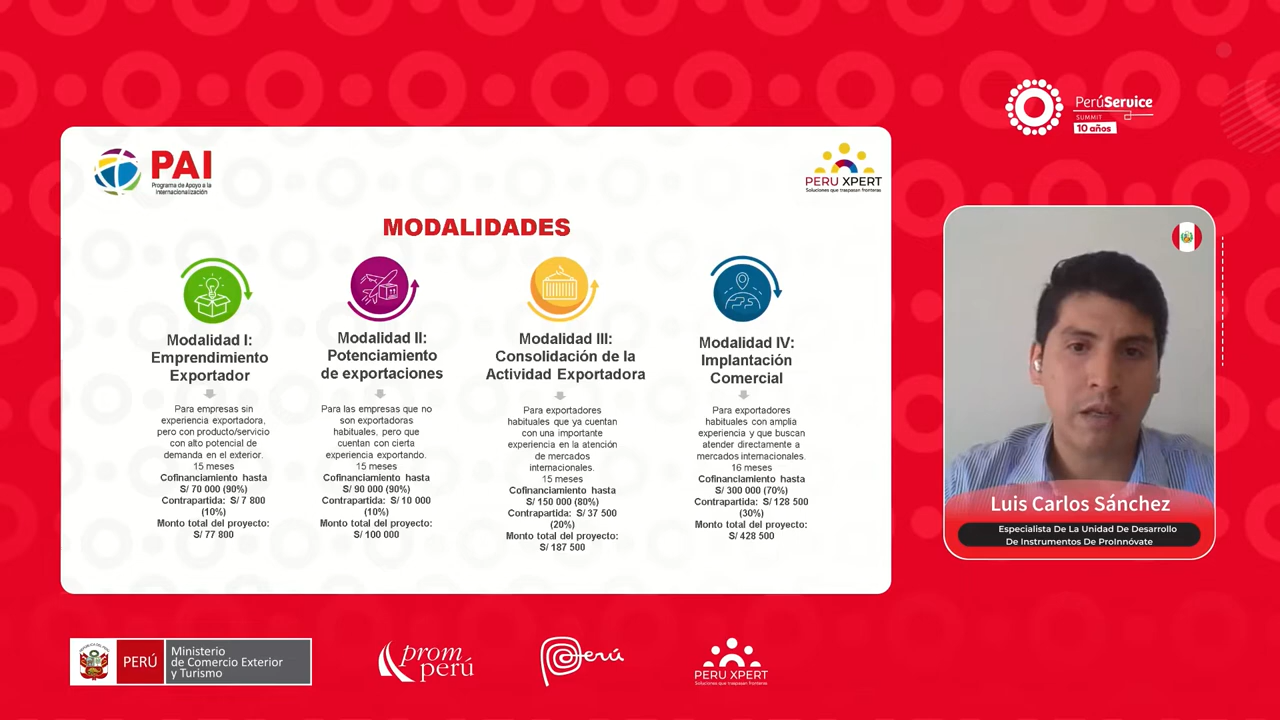 PerúService
SUMMIT
10 años
PAI
Programa de Apoyo a la
Internacionalización
PERU XPERT
Soluciones que traspasan fronteras
MODALIDADES
Modalidad I:
Emprendimiento
Exportador
Para empresas sin
experiencia exportadora,
pero con producto/servicio
con alto potencial de
demanda en el exterior.
15 meses
Cofinanciamiento hasta
S/ 70 000 (90%)
Contrapartida: S/ 7 800
(10%)
Monto total del proyecto:
S/ 77 800
Modalidad II:
Potenciamiento
de exportaciones
Para las empresas que no
son exportadoras
habituales, pero que
cuentan con cierta
experiencia exportando.
15 meses
Cofinanciamiento hasta
S/ 90 000 (90%)
Contrapartida: S/ 10 000
(10%)
Monto total del proyecto:
S/ 100 000
Modalidad III:
Consolidación de la
Actividad Exportadora
Para exportadores
habituales que ya cuentan
con una importante
experiencia en la atención
de mercados
internacionales.
15 meses
Cofinanciamiento hasta
S/ 150 000 (80%)
Contrapartida: S/ 37 500
(20%)
Monto total del proyecto:
S/ 187 500
Modalidad IV:
Implantación
Comercial
Para exportadores
habituales con amplia
experiencia y que buscan
atender directamente a
mercados internacionales.
16 meses
Cofinanciamiento hasta
S/ 300 000 (70%)
Contrapartida: S/ 128 500
(30%)
Monto total del proyecto:
S/ 428 500
Luis Carlos Sánchez
Especialista De La Unidad De Desarrollo
De Instrumentos De ProInnóvate
PERÚ
Ministerio
de Comercio Exterior
y Turismo
prom
perú
Perú
PERU XPERT
Soluciones que traspasan fronteras